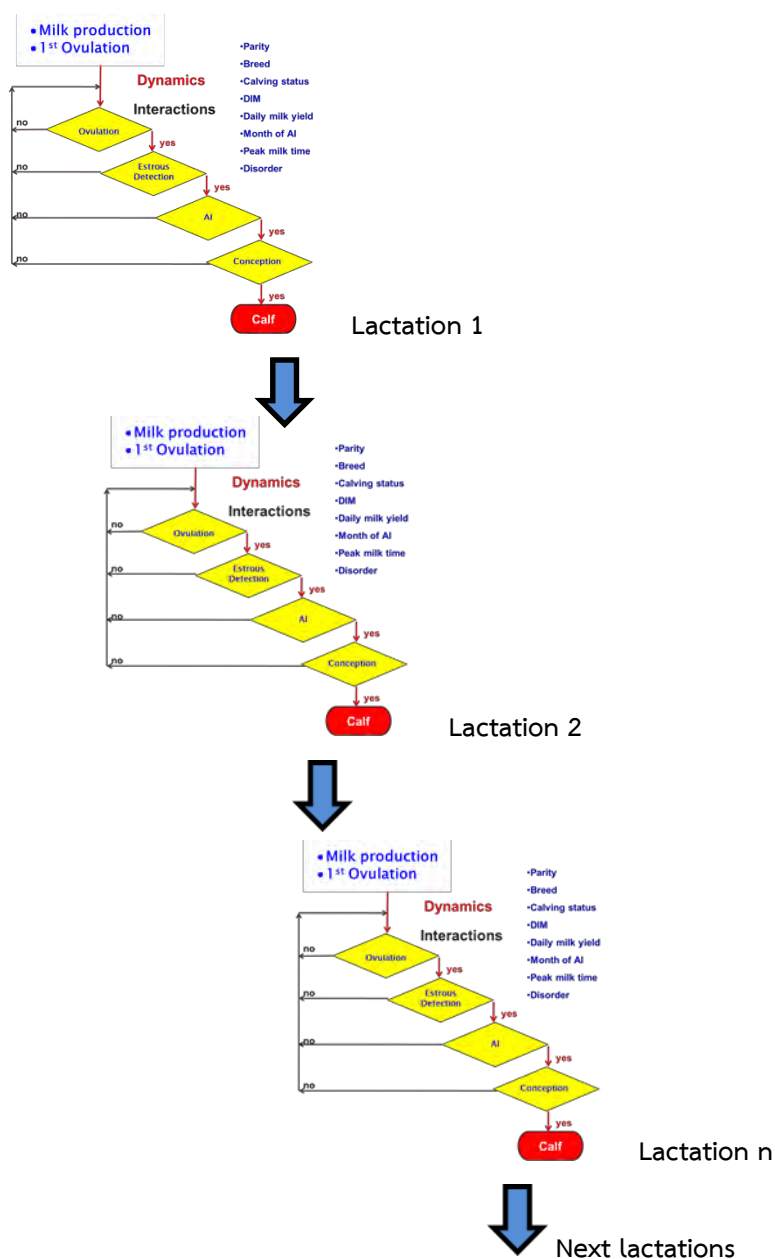 •Milk production
•1st Ovulation
•Parity
•Breed
•Calving status
•DIM
•Daily milk yield
•Month of AI
•Peak milk time
•Disorder
Dynamics
Interactions
no
Ovulation
yes
no
Estrous
Detection
yes
no
AI
yes
no
Conception
yes
Calf
Lactation 1
•Milk production
•1st Ovulation
•Parity
•Breed
•Calving status
•DIM
•Daily milk yield
•Month of AI
•Peak milk time
•Disorder
Dynamics
Interactions
no
Ovulation
yes
no
Estrous
Detection
yes
no
AI
yes
no
Conception
yes
Calf
Lactation 2
•Milk production
•1st Ovulation
•Parity
•Breed
•Calving status
•DIM
•Daily milk yield
•Month of AI
•Peak milk time
•Disorder
Dynamics
Interactions
no
Ovulation
yes
no
Estrous
Detection
yes
no
AI
yes
no
Conception
yes
Calf
Lactation n
Next lactations